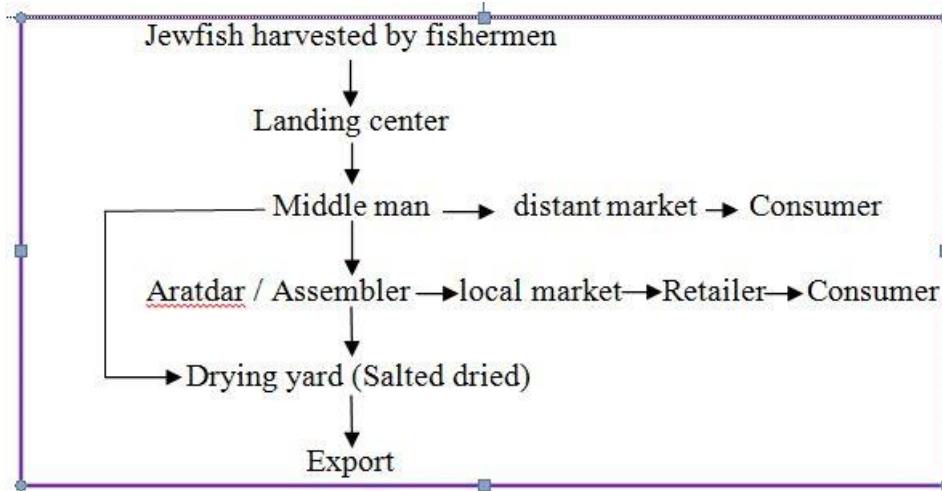 Jewfish harvested by fishermen
Landing center
Middle man → distant market → Consumer
Aratdar / Assembler → local market → Retailer → Consumer
Drying yard (Salted dried)
Export